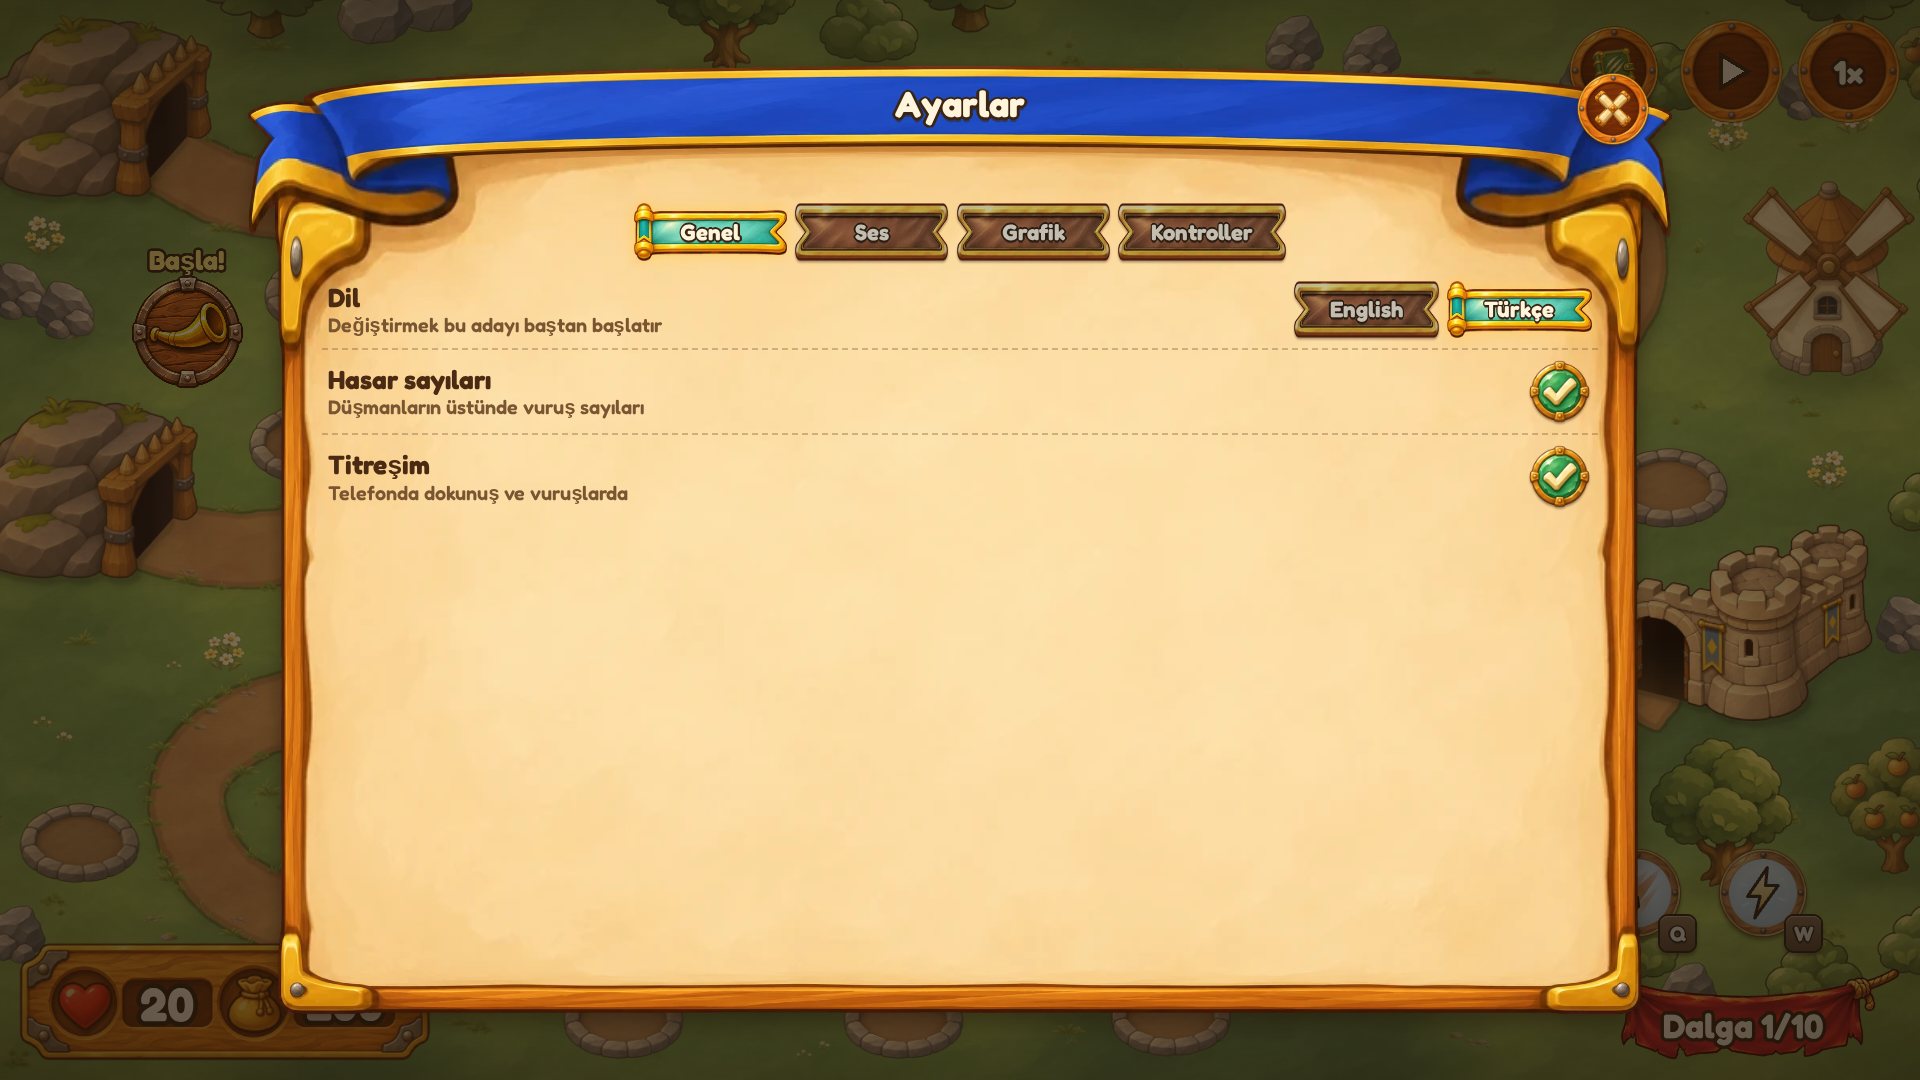 Ayarlar
1x
Genel
Ses
Grafik
Kontroller
Başla!
Dil
Değiştirmek bu adayı baştan başlatır
English
Türkçe
Hasar sayıları
Düşmanların üstünde vuruş sayıları
Titreşim
Telefonda dokunuş ve vuruşlarda
Q
W
20
Dalga 1/10